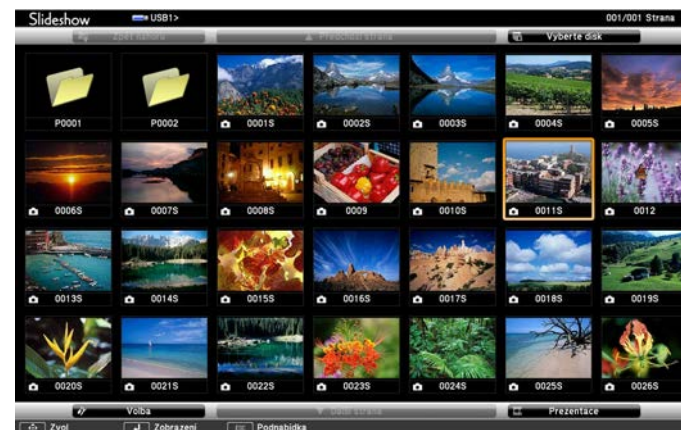 Slideshow USB1> 001/001 Strana
Zpět nahoru Předchozí strana Vyberte disk
P0001 P0002 0001S 0002S 0003S 0004S 0005S
0006S 0007S 0008S 0009 0010S 0011S 0012
0013S 0014S 0015S 0016S 0017S 0018S 0019S
0020S 0021S 0022S 0023S 0024S 0025S 0026S
Volba Další strana Prezentace
Zvol Zobrazení Podnabídka